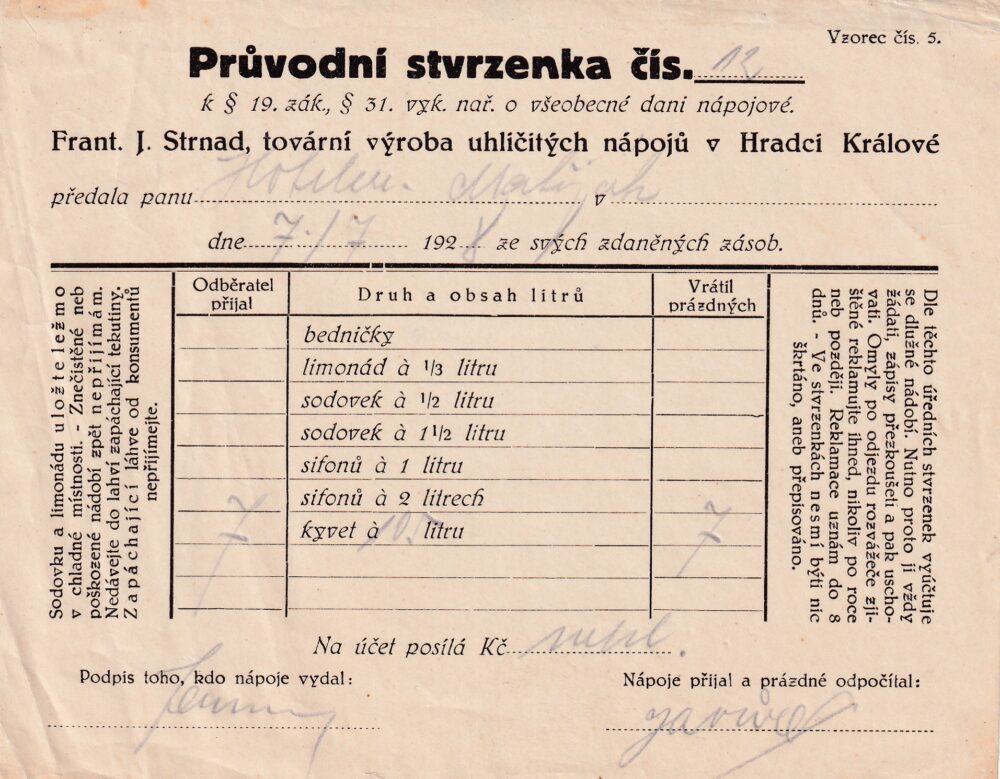 Vzorec čís. 5.
Průvodní stvrzenka čís. 12
k § 19. zák., § 31. vyk. nař. o všeobecné dani nápojové.
Frant. J. Strnad, tovární výroba uhličitých nápojů v Hradci Králové
předala panu Hotelu v
dne 7./7 1928 ze svých zdaněných zásob.
Sodovku a limonádu uložte ležmo
v chladné místnosti. - Znečistěné neb
poškozené nádobí zpět nepřijímám.
Nedávejte do lahví zapáchající tekutiny.
Zapáchající láhve od konsumentů
nepřijímejte.
Odběratel přijal
Druh a obsah litrů
Vrátil prázdných
bedničky
limonád à 1/3 litru
sodovek à 1/2 litru
sodovek à 1 1/2 litru
sifonů à 1 litru
sifonů à 2 litrech
7 kyvet à litru 7
Dle těchto úředních stvrzenek vyúčtuje
se dlužné nádobí. Nutno proto ji vždy
žádati, zápisy přezkoušeti a pak uscho-
vati. Omyly po odjezdu rozvážeče zji-
štěné reklamujte ihned, nikoliv po roce
neb později. Reklamace uznám do 8
dnů. - Ve stvrzenkách nesmí býti nic
škrtáno, aneb přepisováno.
Na účet posílá Kč
Podpis toho, kdo nápoje vydal:
Nápoje přijal a prázdné odpočítal: